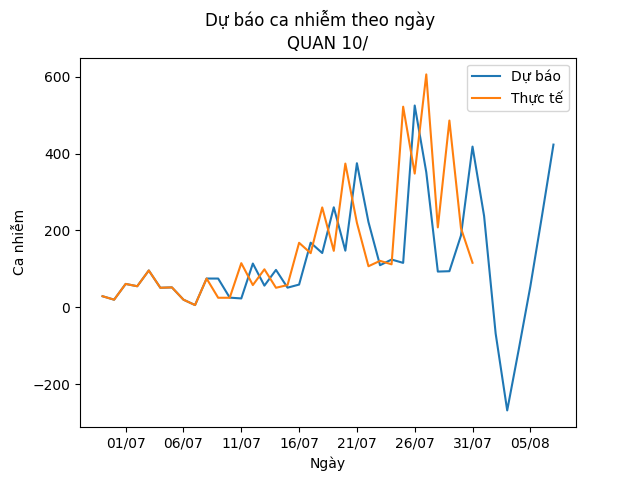 Dự báo ca nhiễm theo ngày
QUAN 10/
Dự báo
Thực tế
Ca nhiễm
600
400
200
0
−200
01/07 06/07 11/07 16/07 21/07 26/07 31/07 05/08
Ngày